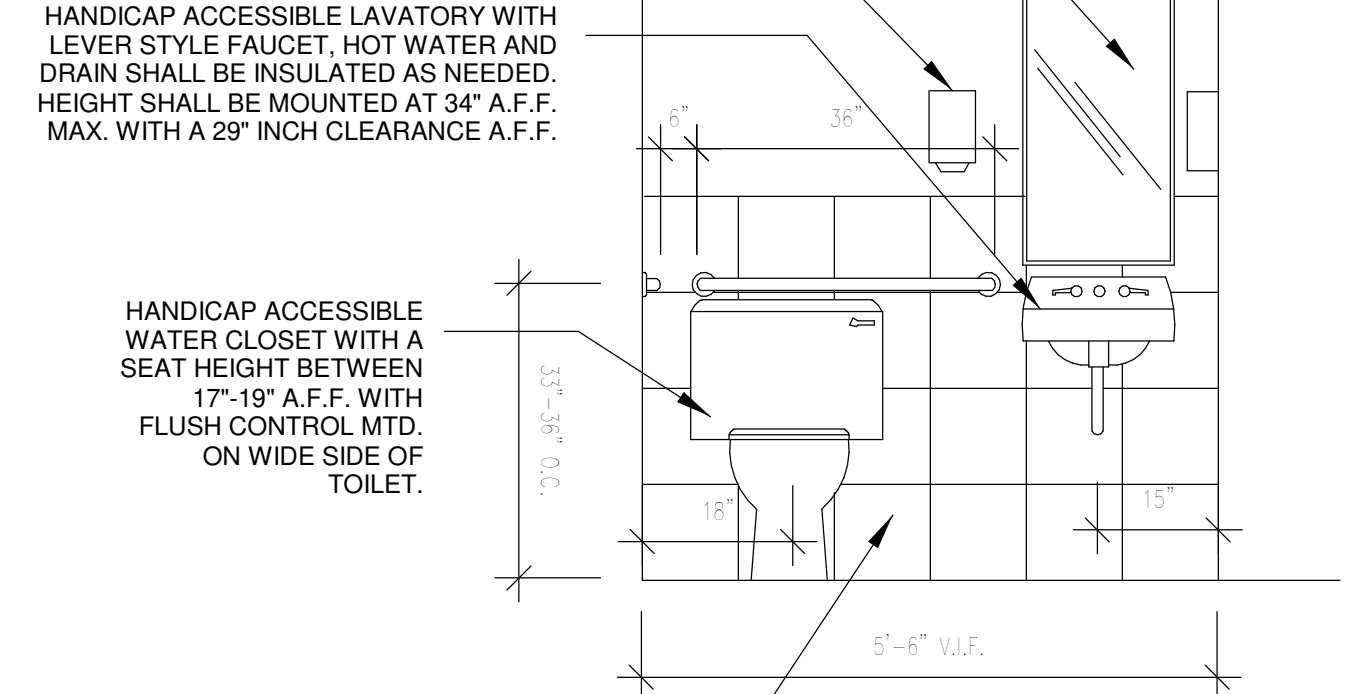 HANDICAP ACCESSIBLE LAVATORY WITH
LEVER STYLE FAUCET, HOT WATER AND
DRAIN SHALL BE INSULATED AS NEEDED.
HEIGHT SHALL BE MOUNTED AT 34" A.F.F.
MAX. WITH A 29" INCH CLEARANCE A.F.F.
6"
36"
HANDICAP ACCESSIBLE
WATER CLOSET WITH A
SEAT HEIGHT BETWEEN
17"-19" A.F.F. WITH
FLUSH CONTROL MTD.
ON WIDE SIDE OF
TOILET.
33"-36" O.C.
18"
15"
5'-6" V.I.F.